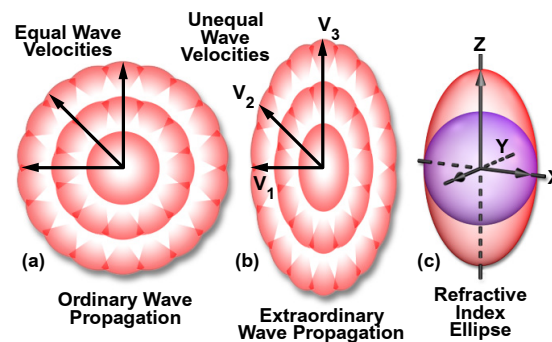 Equal Wave
Velocities
(a)
Ordinary Wave
Propagation
Unequal
Wave
Velocities
V3
V2
V1
(b)
Extraordinary
Wave Propagation
Z
Y
X
(c)
Refractive
Index
Ellipse